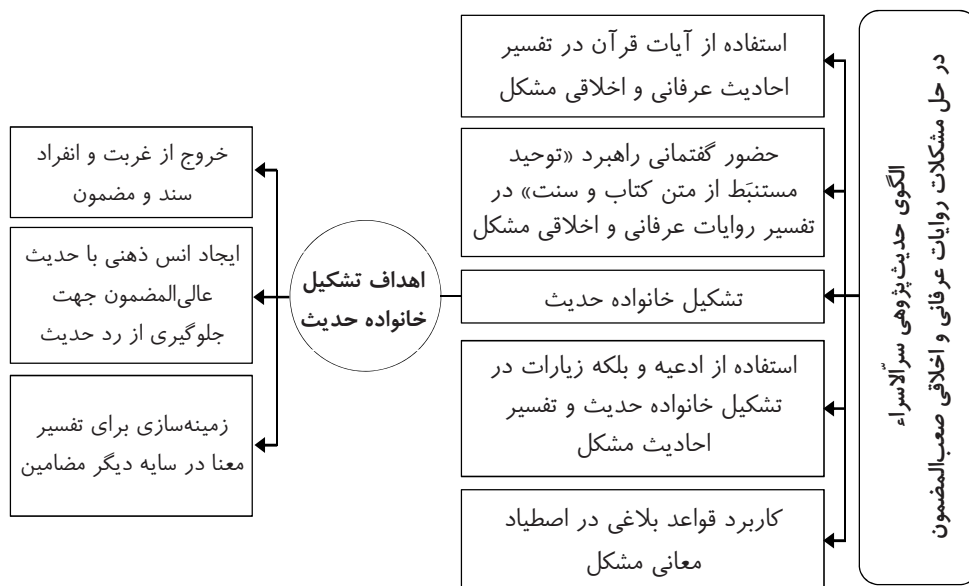 الگوی حدیث‌پژوهی سرّالاسراء
در حل مشکلات روایات عرفانی و اخلاقی صعب‌المضمون
استفاده از آیات قرآن در تفسیر
احادیث عرفانی و اخلاقی مشکل
حضور گفتمانی راهبرد «توحید
مستنبَط از متن کتاب و سنت» در
تفسیر روایات عرفانی و اخلاقی مشکل
تشکیل خانواده حدیث
استفاده از ادعیه و بلکه زیارات در
تشکیل خانواده حدیث و تفسیر
احادیث مشکل
کاربرد قواعد بلاغی در اصطیاد
معانی مشکل
اهداف تشکیل
خانواده حدیث
خروج از غربت و انفراد
سند و مضمون
ایجاد انس ذهنی با حدیث
عالی‌المضمون جهت
جلوگیری از رد حدیث
زمینه‌سازی برای تفسیر
معنا در سایه دیگر مضامین